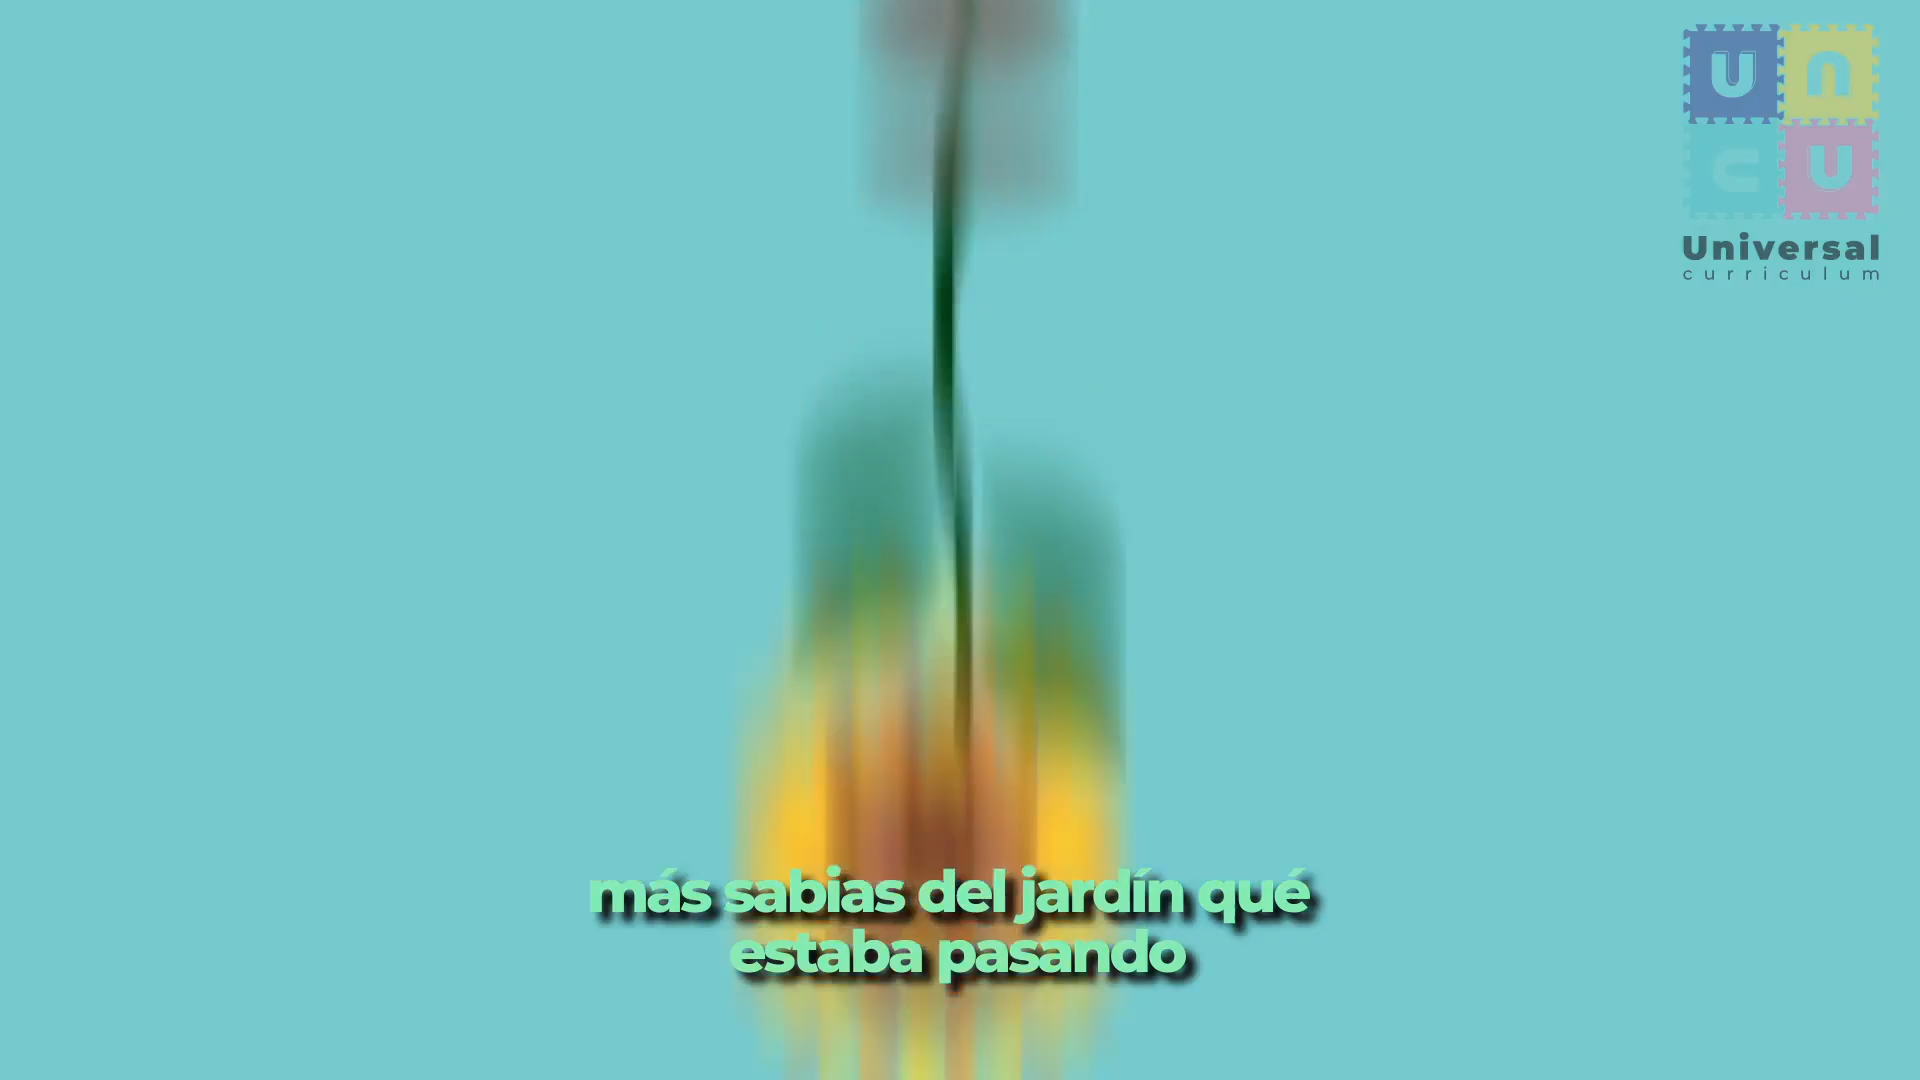 U n
c u
Universal
curriculum
más sabias del jardín qué
estaba pasando